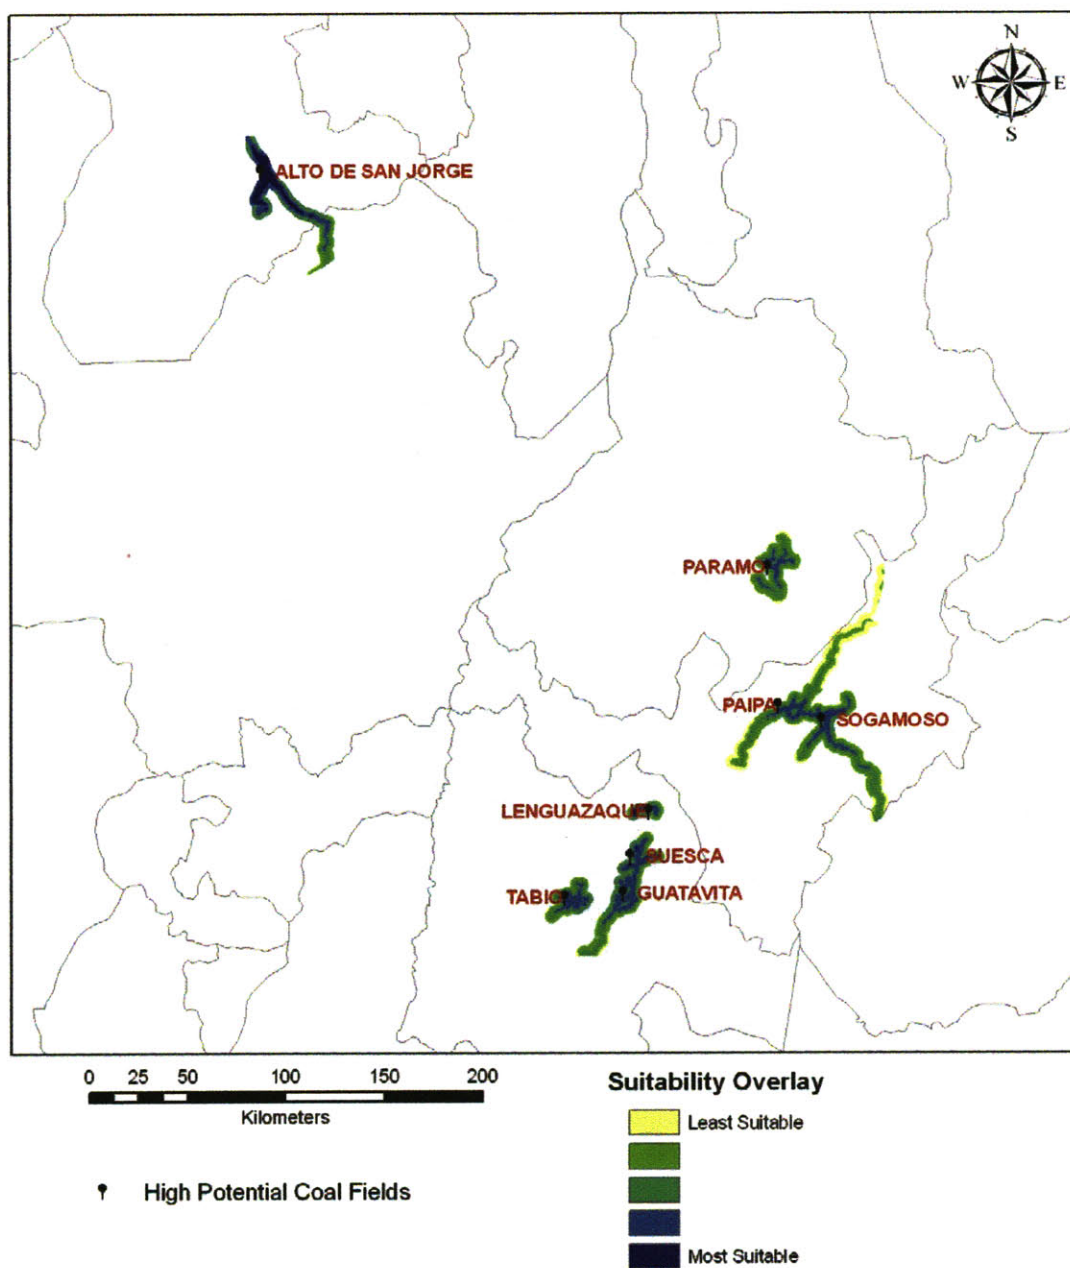 N
W E
S
ALTO DE SAN JORGE
PARAMO
PAIPA
SOGAMOSO
LENGUAZAQUE
SUESCA
TABIO
GUATAVITA
0 25 50 100 150 200
Kilometers
Suitability Overlay
Least Suitable
High Potential Coal Fields
Most Suitable